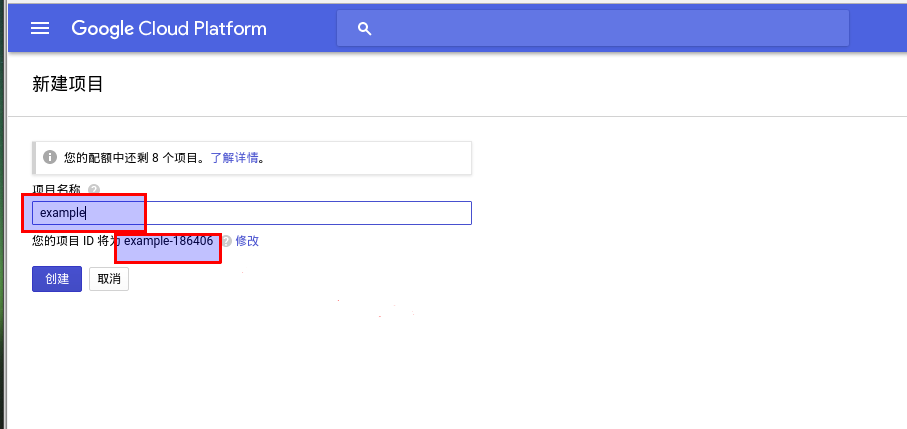 Google Cloud Platform
新建项目
您的配额中还剩 8 个项目。了解详情。
项目名称
example
您的项目 ID 将为 example-186406 修改
创建 取消